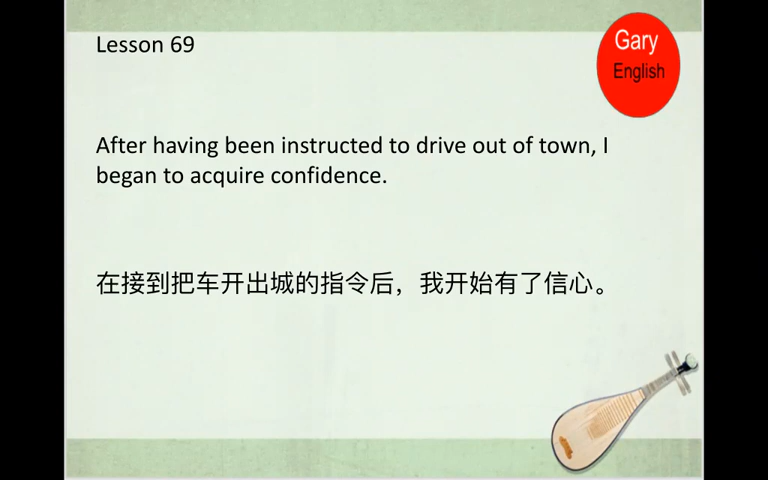 Lesson 69
Gary
English
After having been instructed to drive out of town, I
began to acquire confidence.
在接到把车开出城的指令后，我开始有了信心。